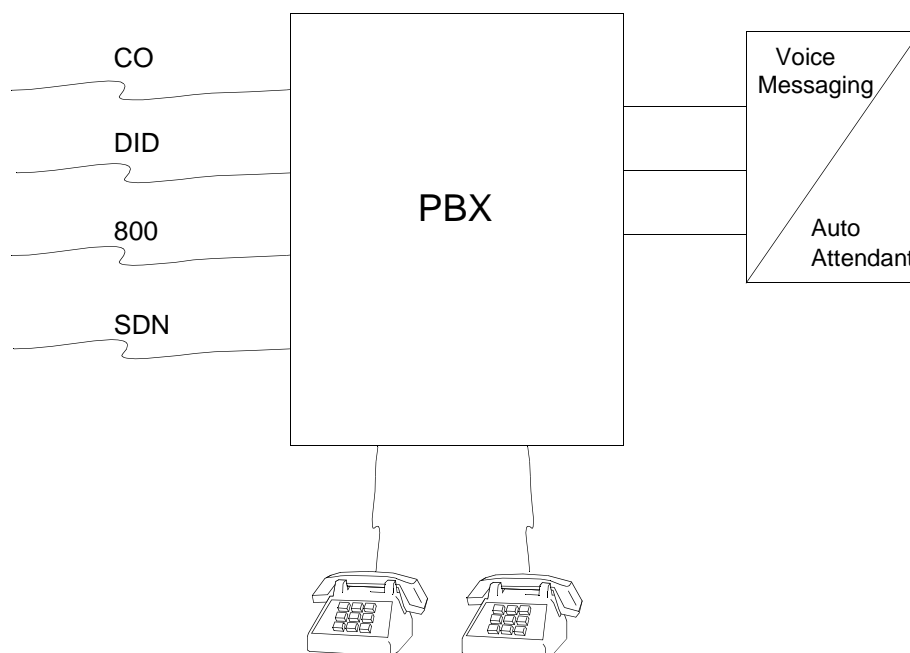 CO
DID
800
SDN
PBX
Voice
Messaging
Auto
Attendant